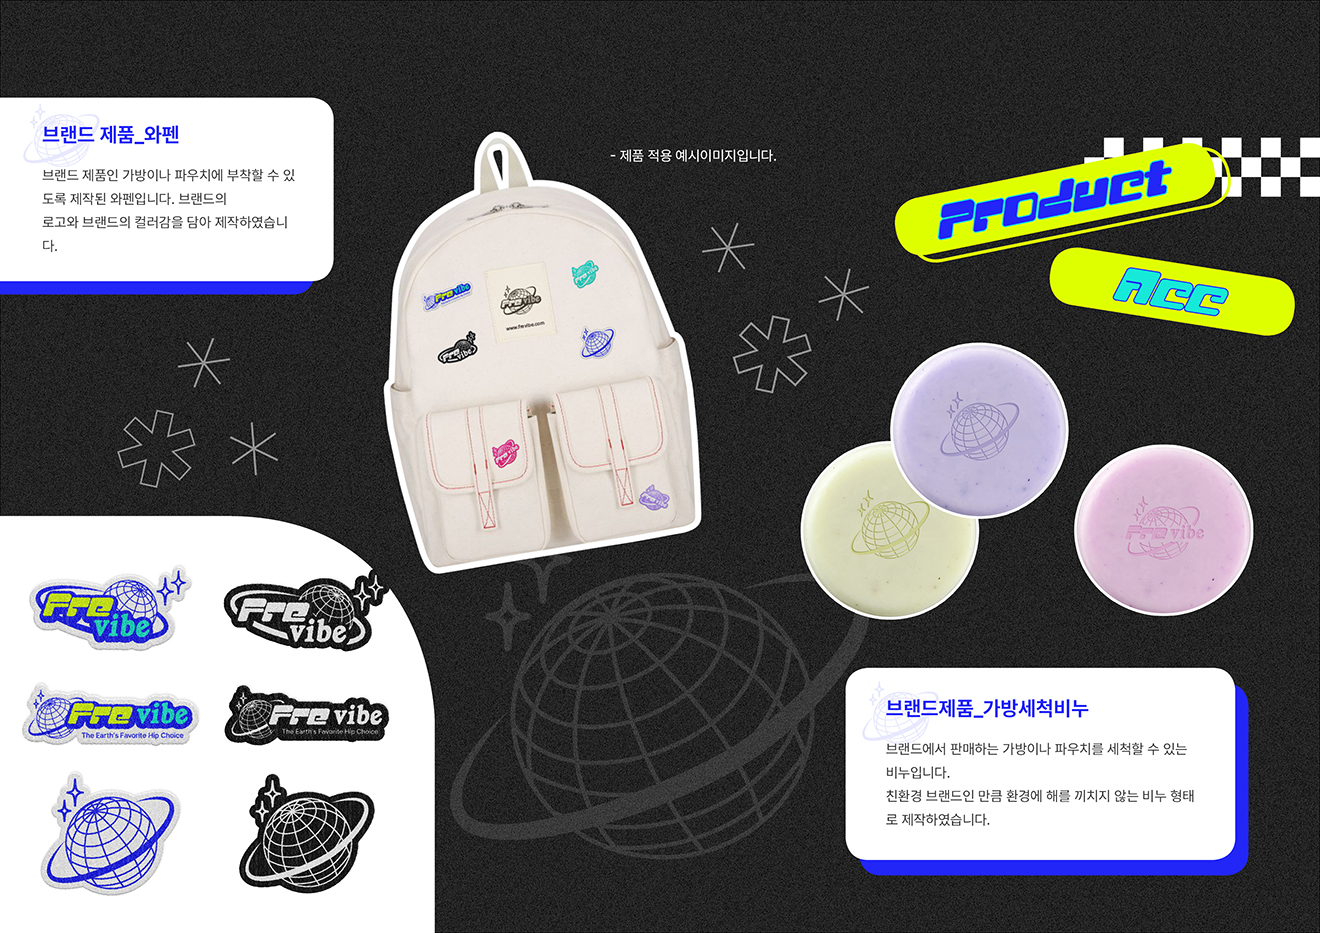 브랜드 제품_와펜
브랜드 제품인 가방이나 파우치에 부착할 수 있
도록 제작된 와펜입니다. 브랜드의
로고와 브랜드의 컬러감을 담아 제작하였습니
다.
- 제품 적용 예시이미지입니다.
Product
Acc
Fre vibe
Fre vibe
www.frevibe.com
Fre vibe
Fre
vibe
Fre
vibe
Fre vibe
The Earth's Favorite Hip Choice
Fre vibe
The Earth's Favorite Hip Choice
브랜드제품_가방세척비누
브랜드에서 판매하는 가방이나 파우치를 세척할 수 있는
비누입니다.
친환경 브랜드인 만큼 환경에 해를 끼치지 않는 비누 형태
로 제작하였습니다.